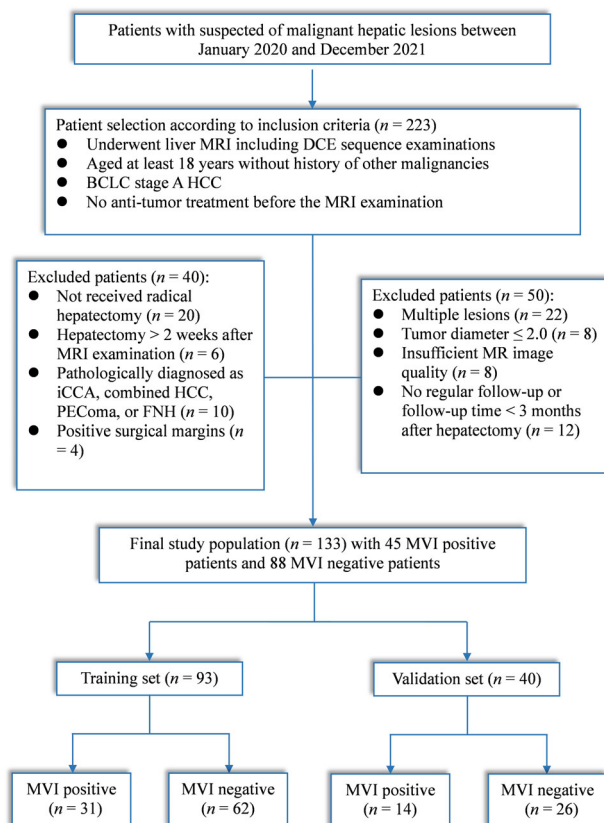 Patients with suspected of malignant hepatic lesions between
January 2020 and December 2021
Patient selection according to inclusion criteria (n = 223)
● Underwent liver MRI including DCE sequence examinations
● Aged at least 18 years without history of other malignancies
● BCLC stage A HCC
● No anti-tumor treatment before the MRI examination
Excluded patients (n = 40):
● Not received radical
hepatectomy (n = 20)
● Hepatectomy > 2 weeks after
MRI examination (n = 6)
● Pathologically diagnosed as
iCCA, combined HCC,
PEComa, or FNH (n = 10)
● Positive surgical margins (n
= 4)
Excluded patients (n = 50):
● Multiple lesions (n = 22)
● Tumor diameter ≤ 2.0 (n = 8)
● Insufficient MR image
quality (n = 8)
● No regular follow-up or
follow-up time < 3 months
after hepatectomy (n = 12)
Final study population (n = 133) with 45 MVI positive
patients and 88 MVI negative patients
Training set (n = 93)
Validation set (n = 40)
MVI positive
(n = 31)
MVI negative
(n = 62)
MVI positive
(n = 14)
MVI negative
(n = 26)